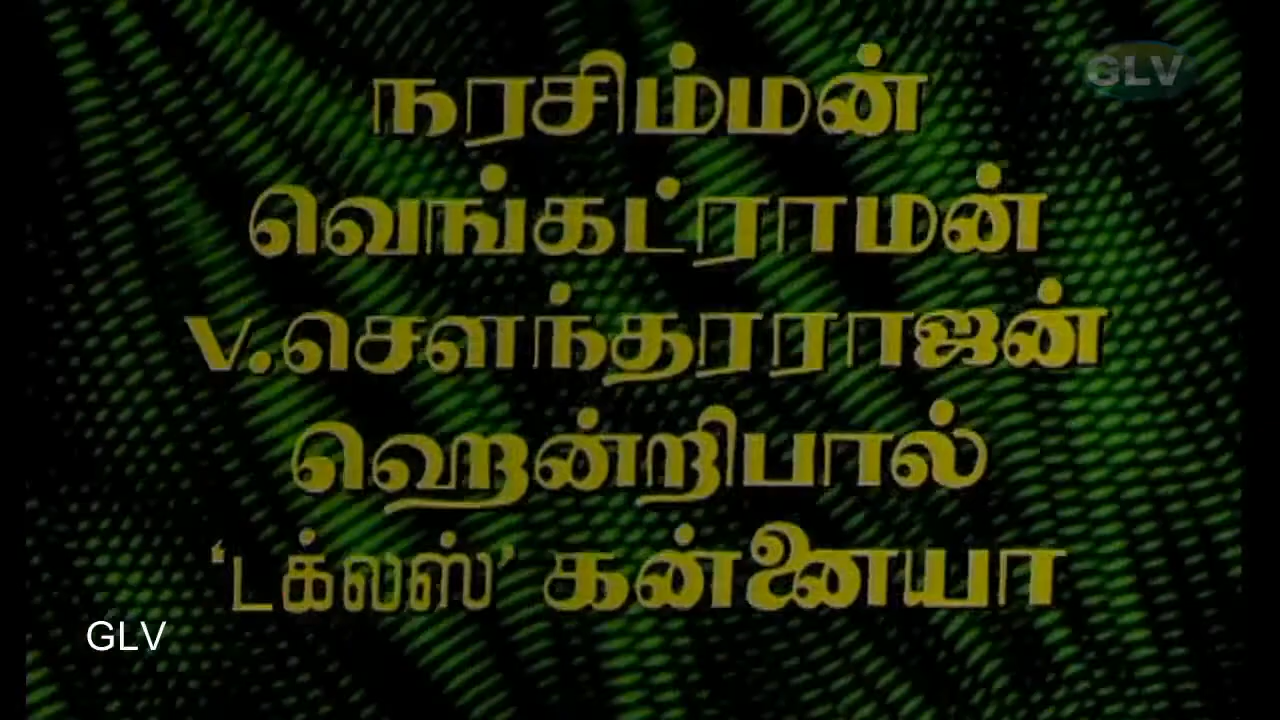 GLV
நரசிம்மன்
வெங்கட்ராமன்
V.சௌந்தரராஜன்
ஹென்றிபால்
‘டக்லஸ்’ கன்னையா
GLV